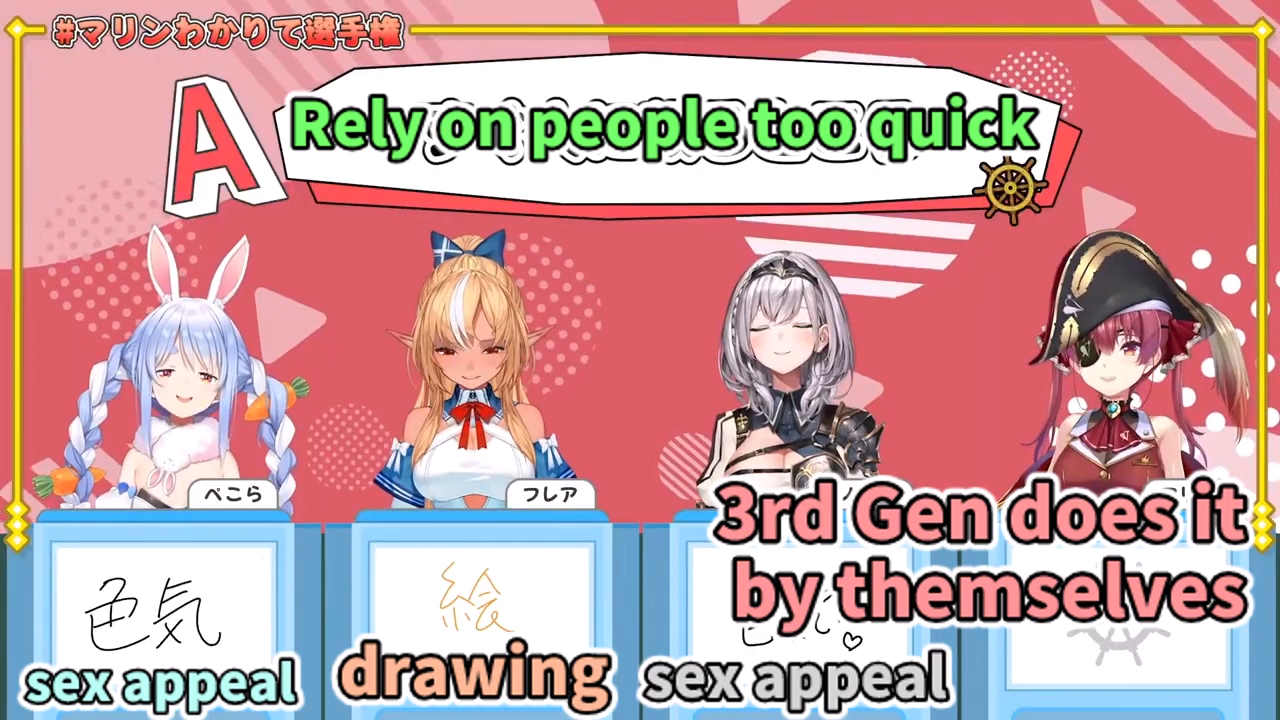 #マリンわかりて選手権
A
Rely on people too quick
ぺこら
フレア
3rd Gen does it
by themselves
色気
絵
sex appeal
drawing
sex appeal